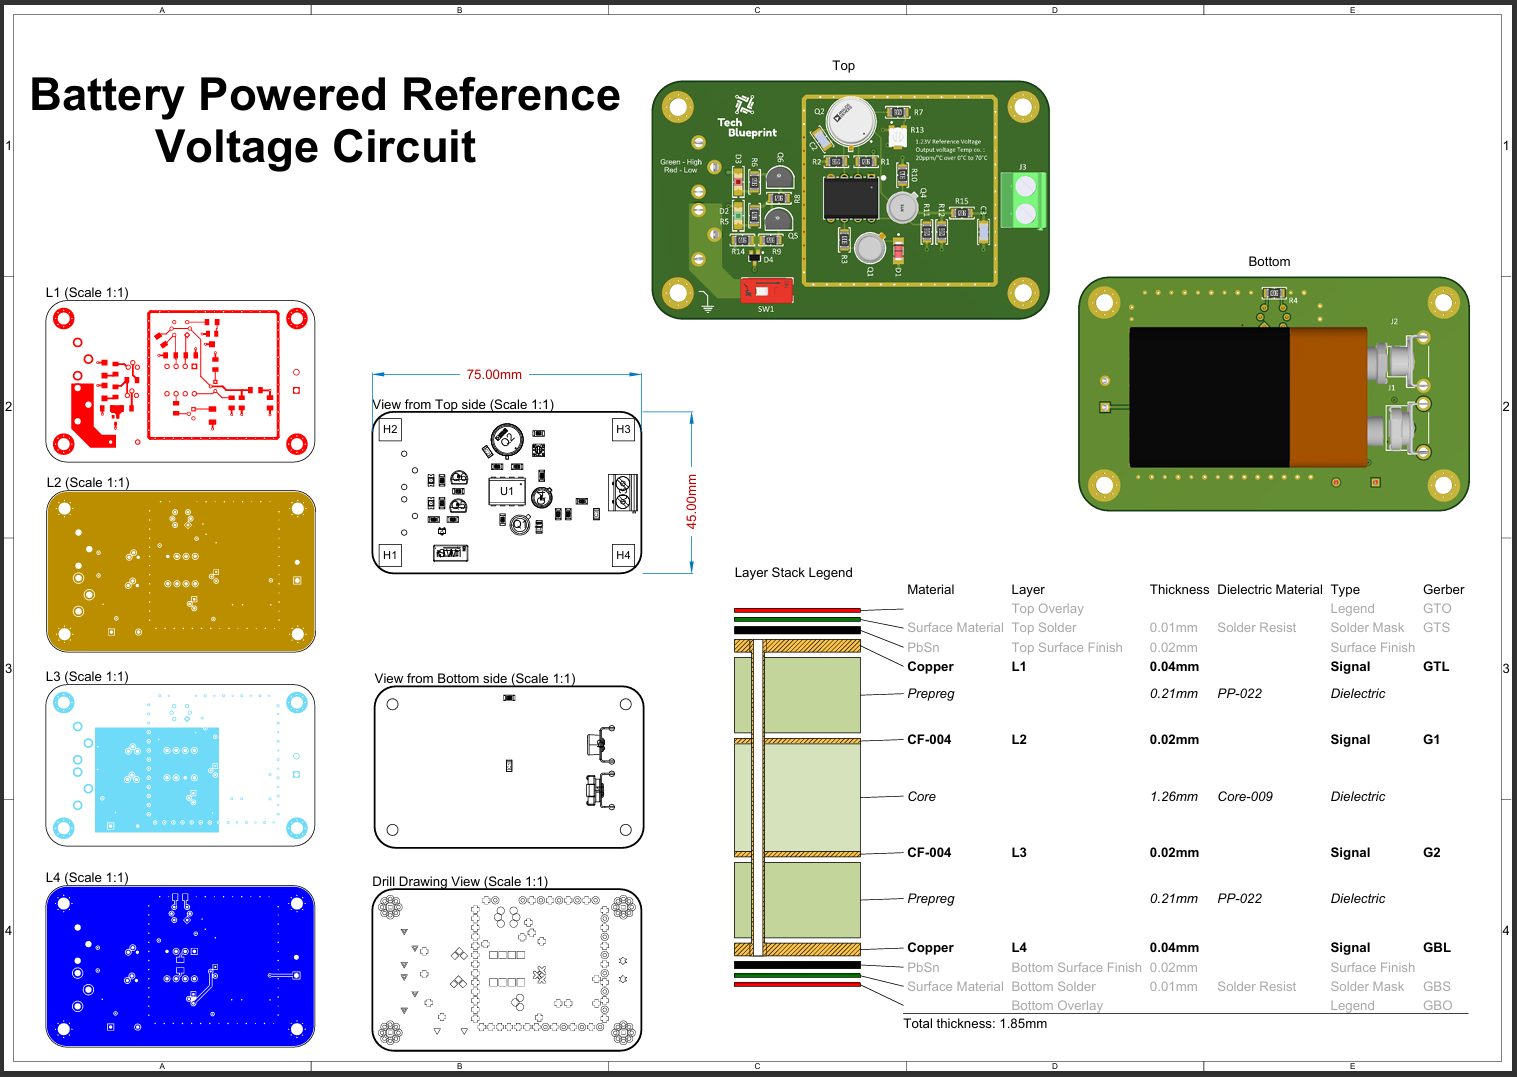 A B C D E
Battery Powered Reference
Voltage Circuit
1
1
2
2
3
3
4
4
Top
Tech
Blueprint
Green - High
Red - Low
1.23V Reference Voltage
Output voltage Temp co. :
20ppm/°C over 0°C to 70°C
Q2
R7
R13
R2
R1
R10
Q4
R11
R12
R15
C3
J3
D3
R6
Q6
R8
D2
R5
Q5
R14
R9
D4
R3
Q1
D1
SW1
Bottom
R4
J2
J1
L1 (Scale 1:1)
L2 (Scale 1:1)
L3 (Scale 1:1)
L4 (Scale 1:1)
75.00mm
View from Top side (Scale 1:1)
H2
H3
Q2
U1
H1
H4
45.00mm
View from Bottom side (Scale 1:1)
Drill Drawing View (Scale 1:1)
Layer Stack Legend
Material Layer Thickness Dielectric Material Type Gerber
Top Overlay Legend GTO
Surface Material Top Solder 0.01mm Solder Resist Solder Mask GTS
PbSn Top Surface Finish 0.02mm Surface Finish
Copper L1 0.04mm Signal GTL
Prepreg 0.21mm PP-022 Dielectric
CF-004 L2 0.02mm Signal G1
Core 1.26mm Core-009 Dielectric
CF-004 L3 0.02mm Signal G2
Prepreg 0.21mm PP-022 Dielectric
Copper L4 0.04mm Signal GBL
PbSn Bottom Surface Finish 0.02mm Surface Finish
Surface Material Bottom Solder 0.01mm Solder Resist Solder Mask GBS
Bottom Overlay Legend GBO
Total thickness: 1.85mm
A B C D E